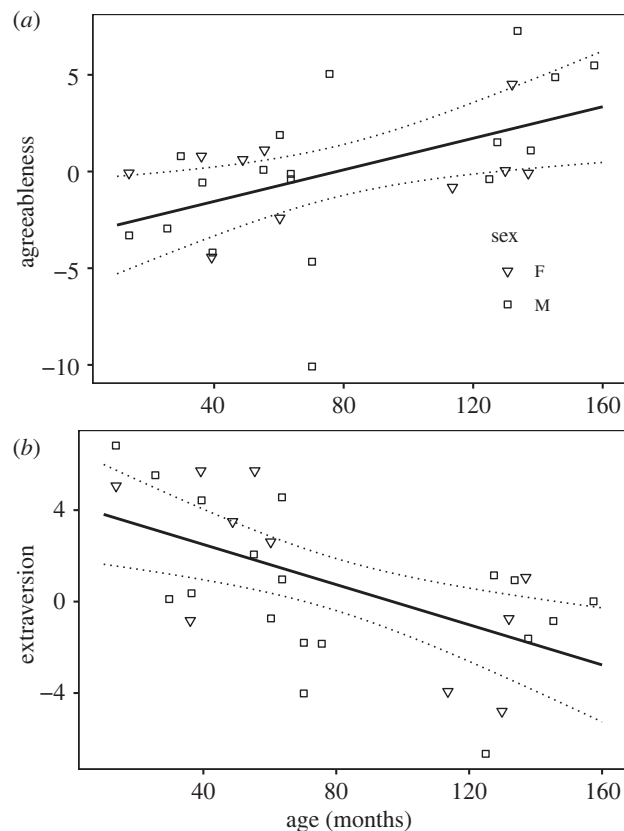 (a)
5
0
−5
−10
agreeableness
sex
F
M
40 80 120 160
(b)
4
0
−4
extraversion
40 80 120 160
age (months)